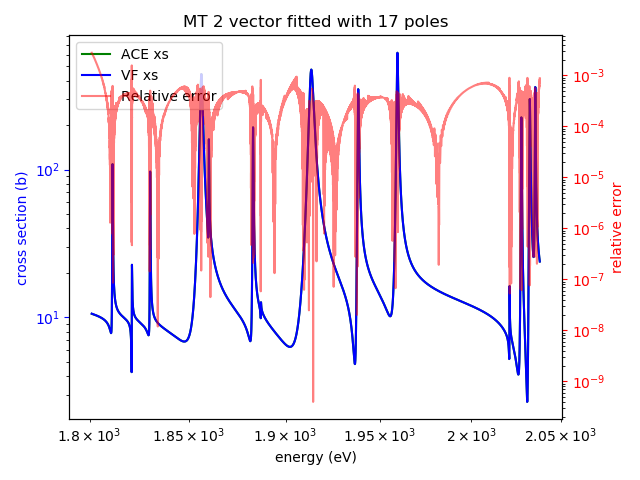 MT 2 vector fitted with 17 poles
ACE xs
VF xs
Relative error
cross section (b)
10²
10¹
relative error
10⁻³
10⁻⁴
10⁻⁵
10⁻⁶
10⁻⁷
10⁻⁸
10⁻⁹
1.8 × 10³ 1.85 × 10³ 1.9 × 10³ 1.95 × 10³ 2 × 10³ 2.05 × 10³
energy (eV)